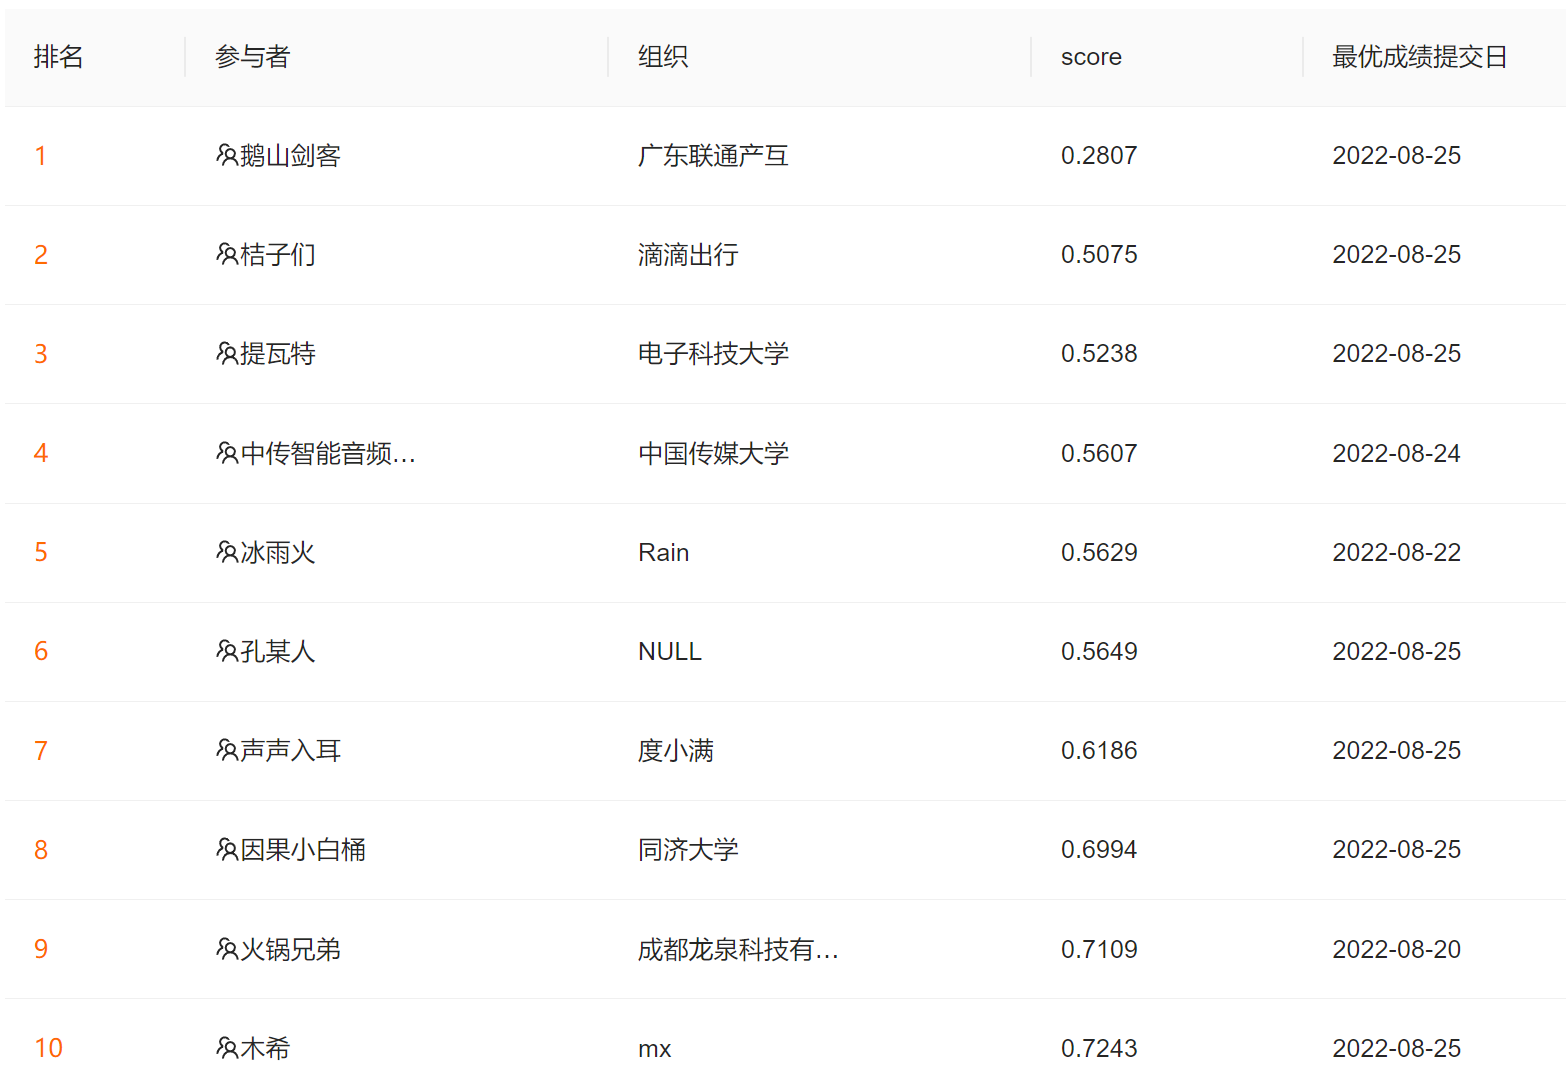 排名 参与者 组织 score 最优成绩提交日
1 鹅山剑客 广东联通产互 0.2807 2022-08-25
2 桔子们 滴滴出行 0.5075 2022-08-25
3 提瓦特 电子科技大学 0.5238 2022-08-25
4 中传智能音频... 中国传媒大学 0.5607 2022-08-24
5 冰雨火 Rain 0.5629 2022-08-22
6 孔某人 NULL 0.5649 2022-08-25
7 声声入耳 度小满 0.6186 2022-08-25
8 因果小白桶 同济大学 0.6994 2022-08-25
9 火锅兄弟 成都龙泉科技有... 0.7109 2022-08-20
10 木希 mx 0.7243 2022-08-25